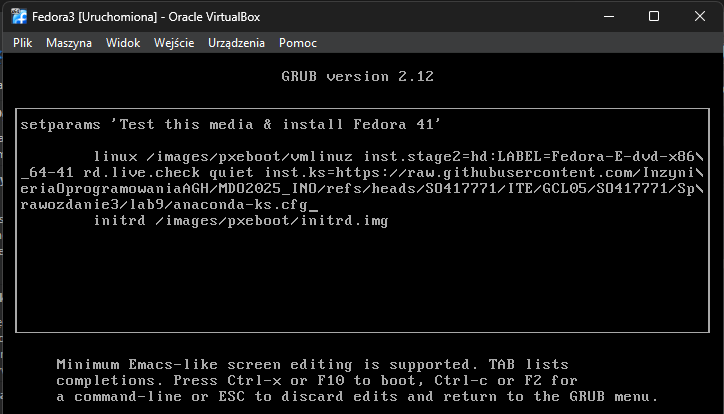 Fedora3 [Uruchomiona] - Oracle VirtualBox
Plik Maszyna Widok Wejście Urządzenia Pomoc
GRUB version 2.12
setparams 'Test this media & install Fedora 41'
linux /images/pxeboot/vmlinuz inst.stage2=hd:LABEL=Fedora-E-dvd-x86\
_64-41 rd.live.check quiet inst.ks=https://raw.githubusercontent.com/Inzyni\
eriaOprogramowaniaAGH/MDO2025_INO/refs/heads/SO417771/ITE/GCL05/SO417771/Sp\
rawozdanie3/lab9/anaconda-ks.cfg_
initrd /images/pxeboot/initrd.img
Minimum Emacs-like screen editing is supported. TAB lists
completions. Press Ctrl-x or F10 to boot, Ctrl-c or F2 for
a command-line or ESC to discard edits and return to the GRUB menu.